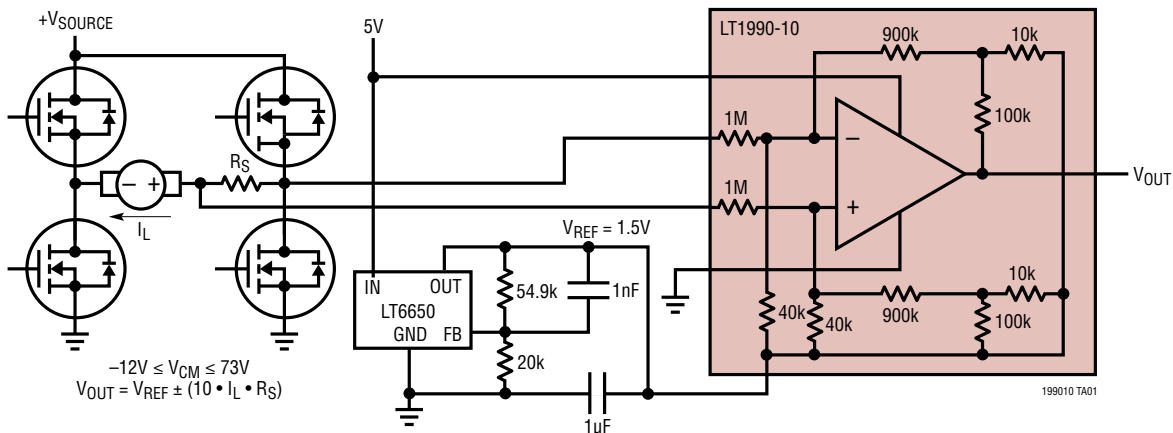 +VSOURCE
5V
LT1990-10
900k
10k
1M
100k
RS
– +
–
VOUT
1M
+
IL
VREF = 1.5V
10k
IN
OUT
54.9k
1nF
LT6650
GND FB
40k
40k
900k
100k
20k
–12V ≤ VCM ≤ 73V
VOUT = VREF ± (10 • IL • RS)
1µF
199010 TA01